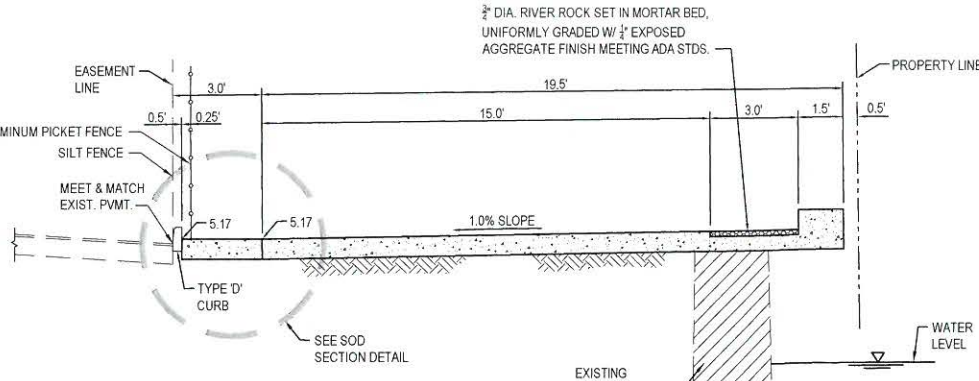 ¾" DIA. RIVER ROCK SET IN MORTAR BED,
UNIFORMLY GRADED W/ ¼" EXPOSED
AGGREGATE FINISH MEETING ADA STDS.
EASEMENT
LINE
PROPERTY LINE
3.0'
19.5'
0.5'
0.25'
15.0'
3.0'
1.5'
0.5'
MINUM PICKET FENCE
SILT FENCE
MEET & MATCH
EXIST. PVMT.
5.17
5.17
1.0% SLOPE
TYPE 'D'
CURB
SEE SOD
SECTION DETAIL
WATER
LEVEL
EXISTING